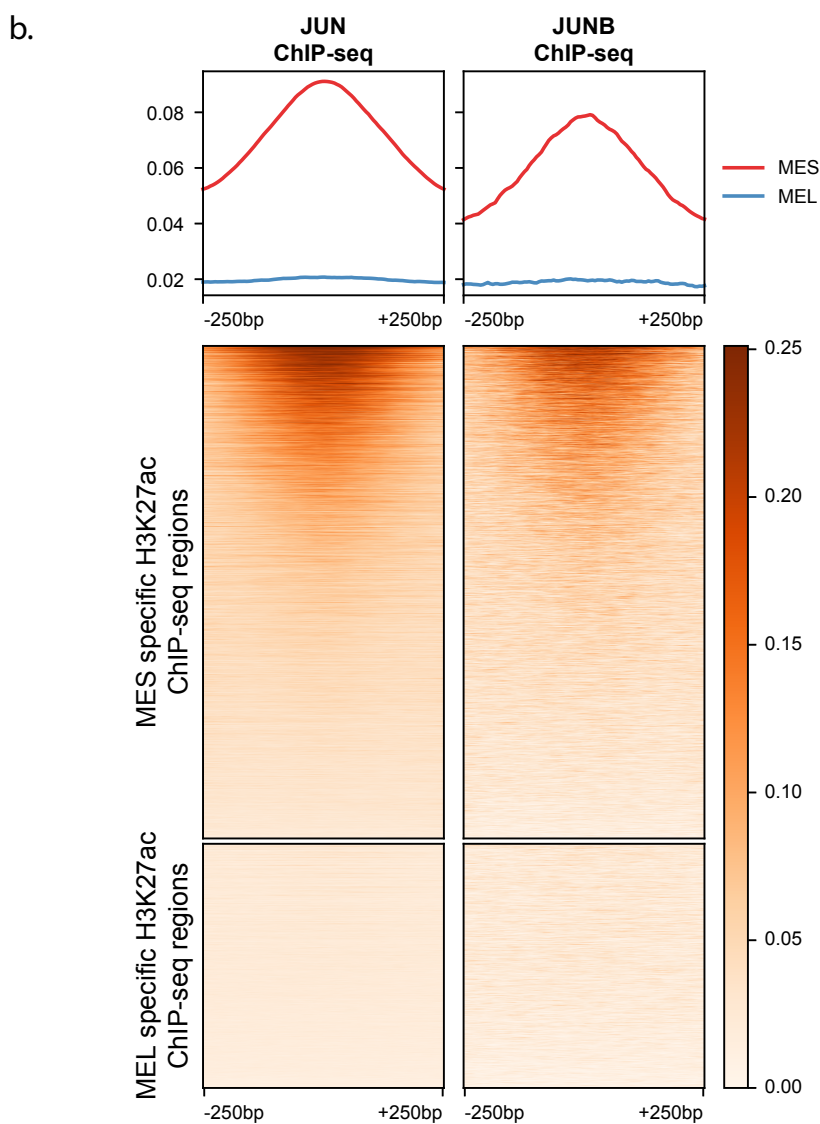 b.
JUN
ChIP-seq
JUNB
ChIP-seq
0.08
0.06
0.04
0.02
MES
MEL
-250bp
+250bp
-250bp
+250bp
MES specific H3K27ac
ChIP-seq regions
MEL specific H3K27ac
ChIP-seq regions
0.25
0.20
0.15
0.10
0.05
0.00
-250bp
+250bp
-250bp
+250bp